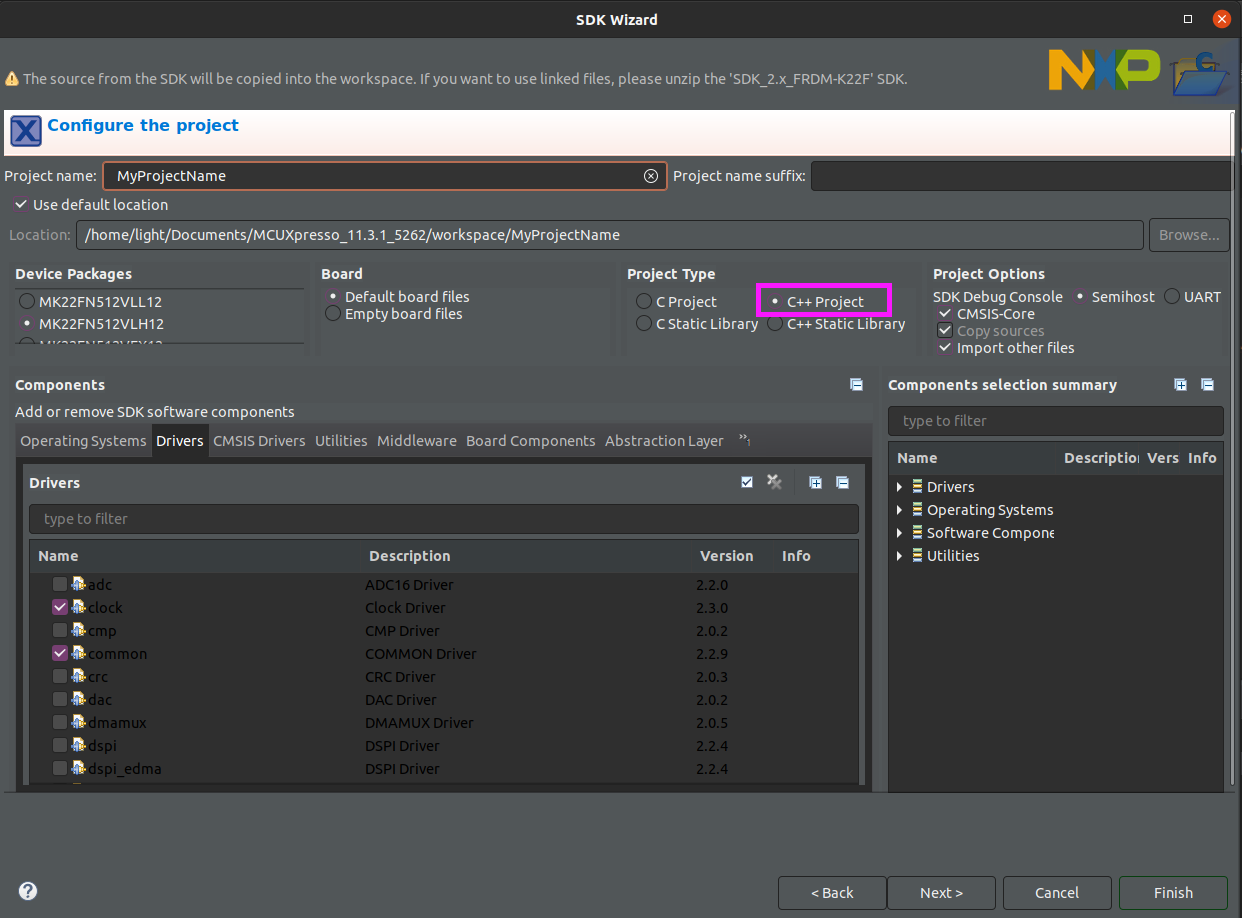 SDK Wizard
The source from the SDK will be copied into the workspace. If you want to use linked files, please unzip the 'SDK_2.x_FRDM-K22F' SDK.
NXP
Configure the project
Project name: MyProjectName Project name suffix:
Use default location
Location: /home/light/Documents/MCUXpresso_11.3.1_5262/workspace/MyProjectName Browse...
Device Packages Board Project Type Project Options
MK22FN512VLL12 Default board files C Project C++ Project SDK Debug Console Semihost UART
MK22FN512VLH12 Empty board files C Static Library C++ Static Library CMSIS-Core
Copy sources
Import other files
Components
Add or remove SDK software components
Operating Systems Drivers CMSIS Drivers Utilities Middleware Board Components Abstraction Layer »1
Drivers
type to filter
Name Description Version Info
adc ADC16 Driver 2.2.0
clock Clock Driver 2.3.0
cmp CMP Driver 2.0.2
common COMMON Driver 2.2.9
crc CRC Driver 2.0.3
dac DAC Driver 2.0.2
dmamux DMAMUX Driver 2.0.5
dspi DSPI Driver 2.2.4
dspi_edma DSPI Driver 2.2.4
Components selection summary
type to filter
Name Descriptio Vers Info
Drivers
Operating Systems
Software Compone
Utilities
< Back Next > Cancel Finish